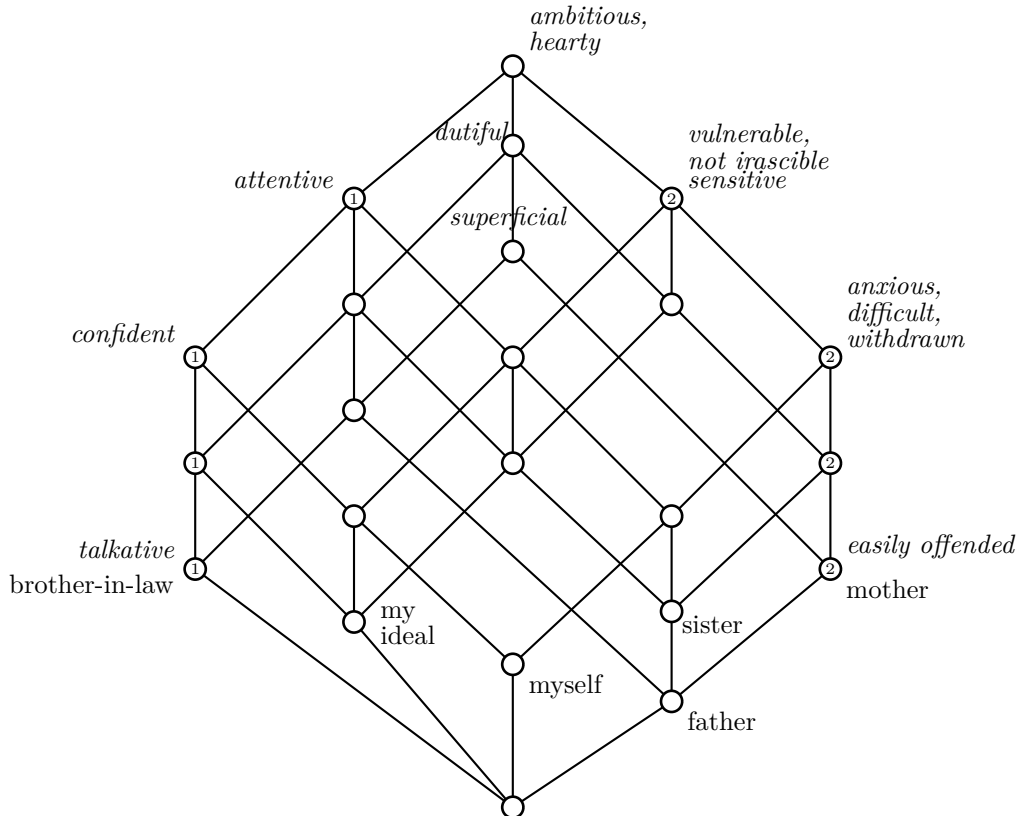 ambitious,
hearty
dutiful
vulnerable,
not irascible
sensitive
attentive
1
2
superficial
anxious,
difficult,
withdrawn
confident
1
2
1
2
talkative
easily offended
brother-in-law
1
2
mother
my
ideal
sister
myself
father